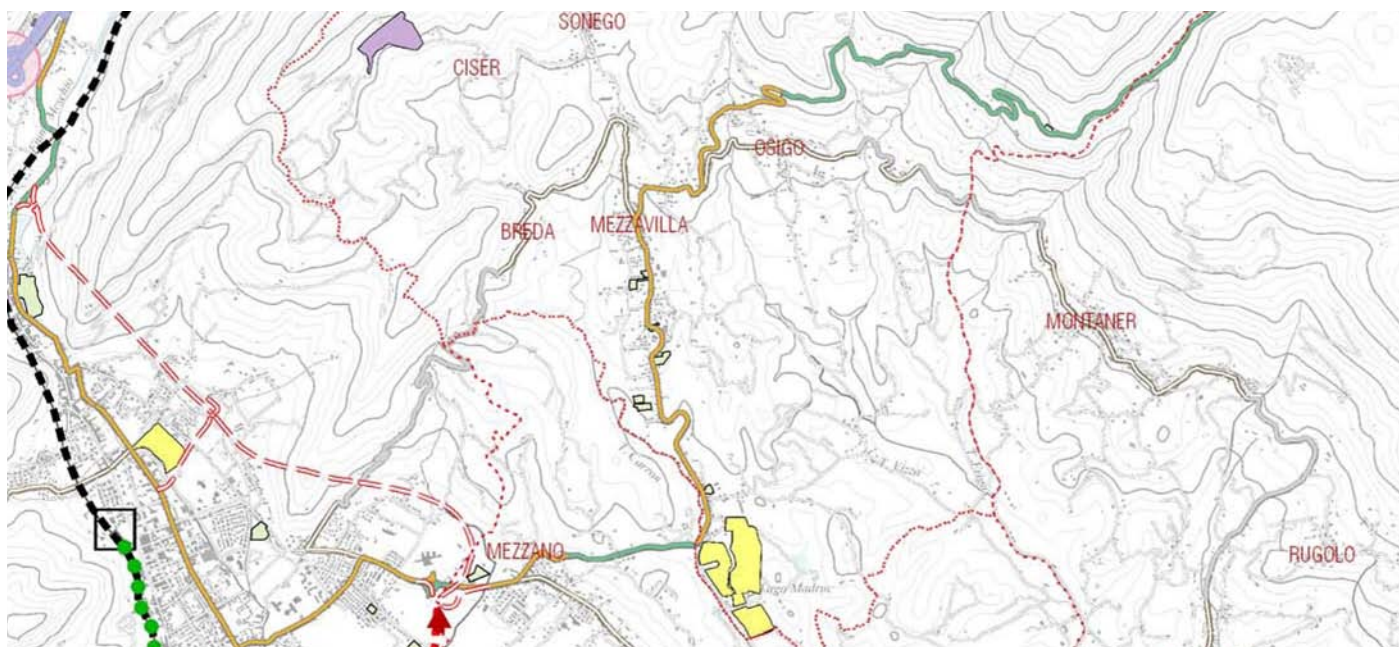 SONEGO
CISER
OSIGO
BREDA
MEZZAVILLA
MONTANER
MEZZANO
RUGOLO